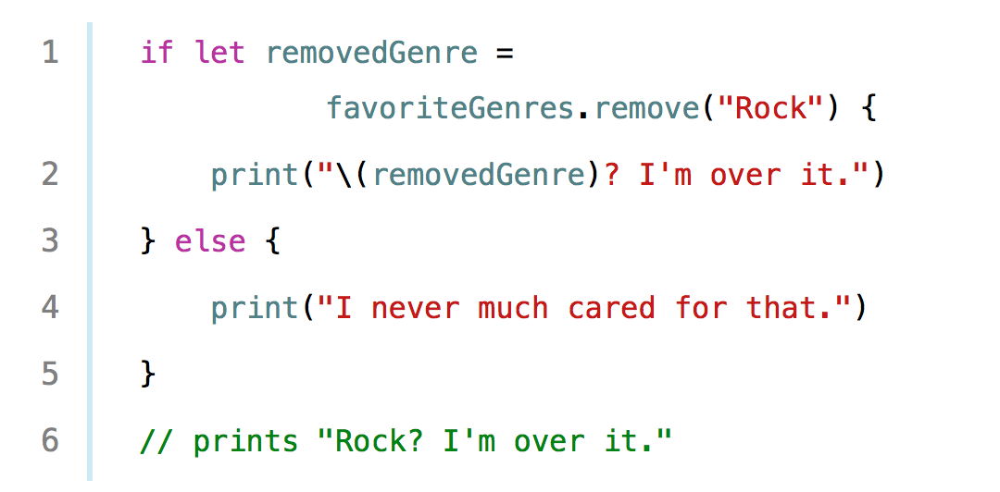 1 if let removedGenre =
favoriteGenres.remove("Rock") {
2 print("\(removedGenre)? I'm over it.")
3 } else {
4 print("I never much cared for that.")
5 }
6 // prints "Rock? I'm over it."